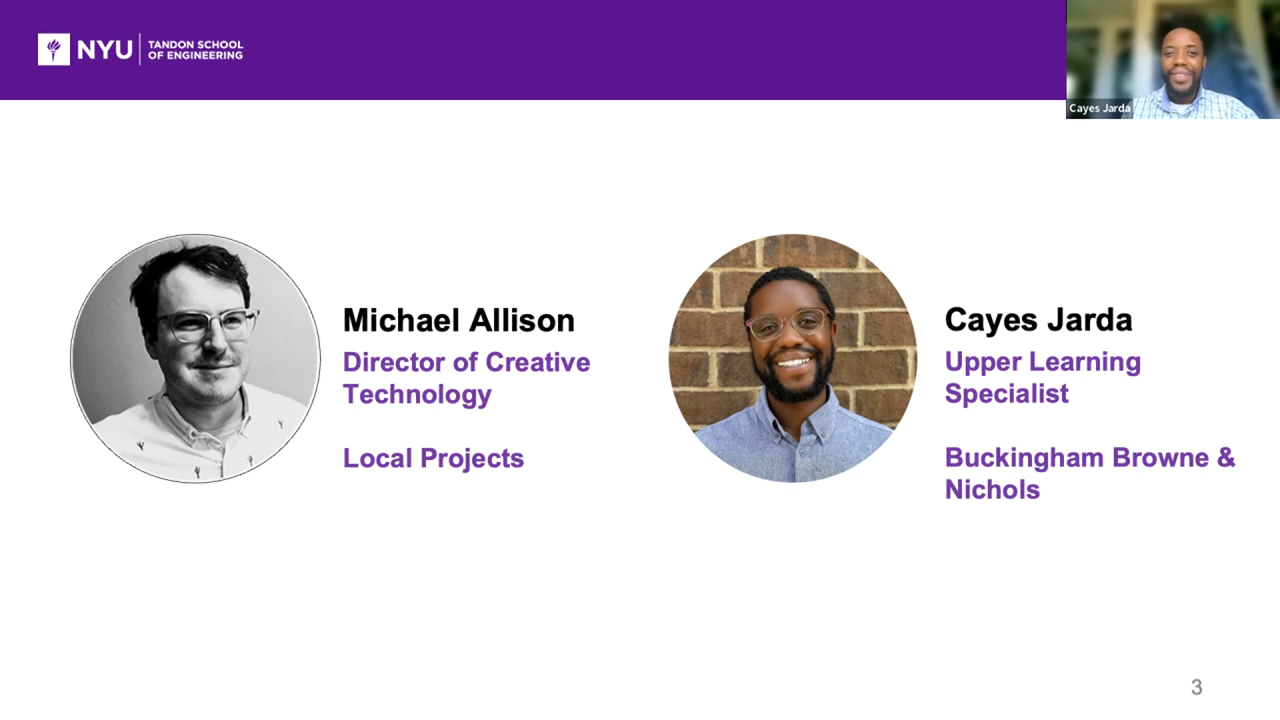 NYU
TANDON SCHOOL
OF ENGINEERING
Cayes Jarda
Michael Allison
Director of Creative
Technology
Local Projects
Cayes Jarda
Upper Learning
Specialist
Buckingham Browne &
Nichols
3